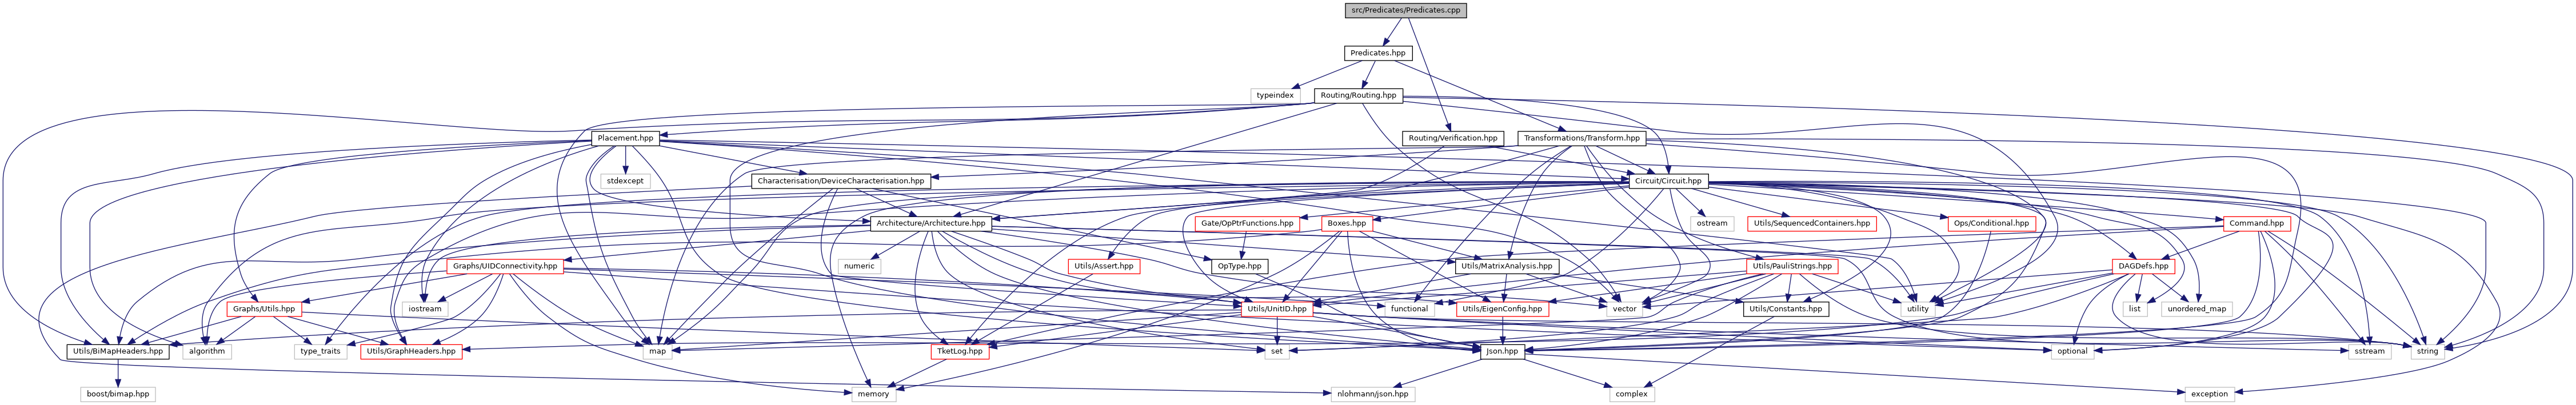 src/Predicates/Predicates.cpp
Predicates.hpp
typeindex
Routing/Routing.hpp
Placement.hpp
Routing/Verification.hpp
Transformations/Transform.hpp
stdexcept
Characterisation/DeviceCharacterisation.hpp
Circuit/Circuit.hpp
Architecture/Architecture.hpp
Gate/OpPtrFunctions.hpp
Boxes.hpp
ostream
Utils/SequencedContainers.hpp
Ops/Conditional.hpp
Command.hpp
Graphs/UIDConnectivity.hpp
numeric
Utils/Assert.hpp
OpType.hpp
Utils/MatrixAnalysis.hpp
Utils/PauliStrings.hpp
DAGDefs.hpp
Graphs/Utils.hpp
iostream
Utils/UnitID.hpp
functional
Utils/EigenConfig.hpp
vector
Utils/Constants.hpp
utility
list
unordered_map
Utils/BiMapHeaders.hpp
algorithm
type_traits
Utils/GraphHeaders.hpp
map
TketLog.hpp
set
Json.hpp
optional
sstream
string
boost/bimap.hpp
memory
nlohmann/json.hpp
complex
exception